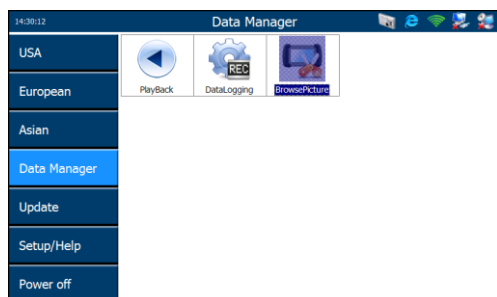 14:30:12
Data Manager
USA
European
Asian
Data Manager
Update
Setup/Help
Power off
REC
PlayBack
DataLogging
BrowsePicture